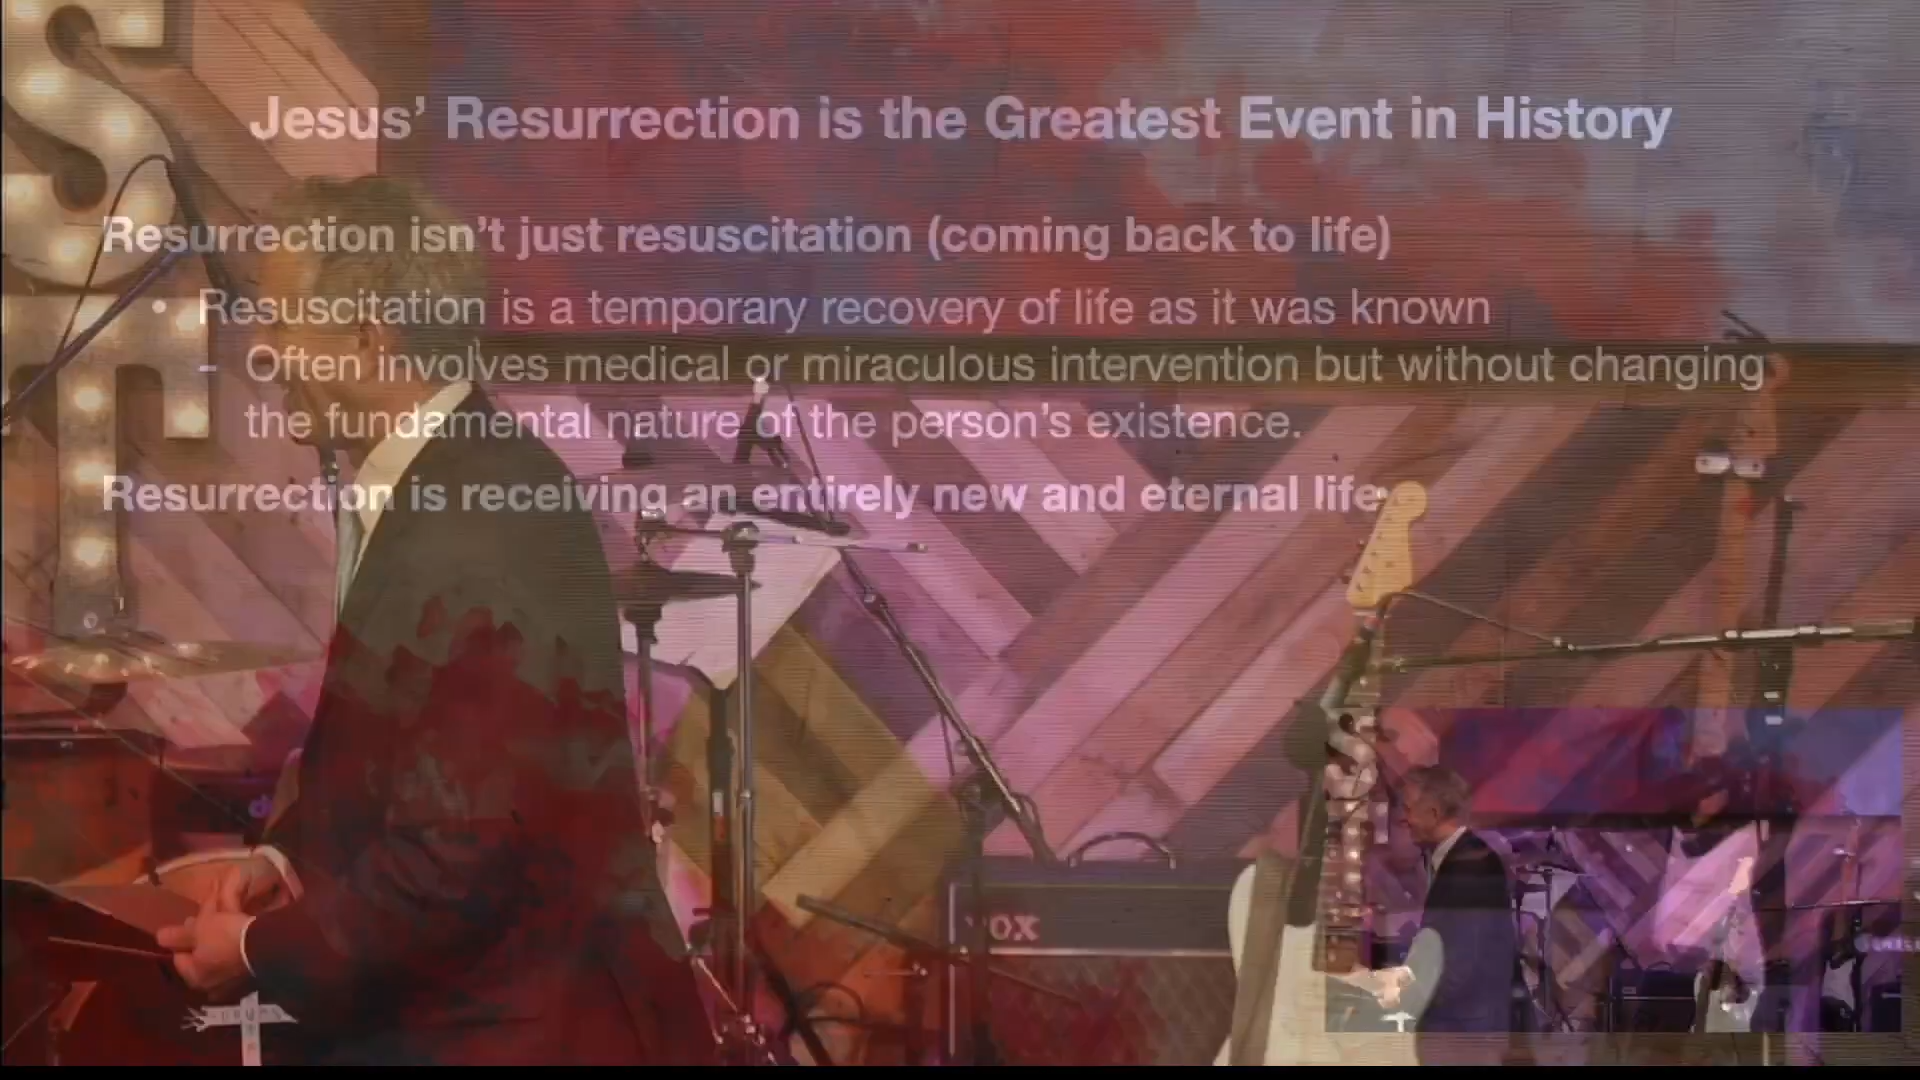 ST
Jesus’ Resurrection is the Greatest Event in History
Resurrection isn’t just resuscitation (coming back to life)
• Resuscitation is a temporary recovery of life as it was known
- Often involves medical or miraculous intervention but without changing
the fundamental nature of the person’s existence.
Resurrection is receiving an entirely new and eternal life.
VOX